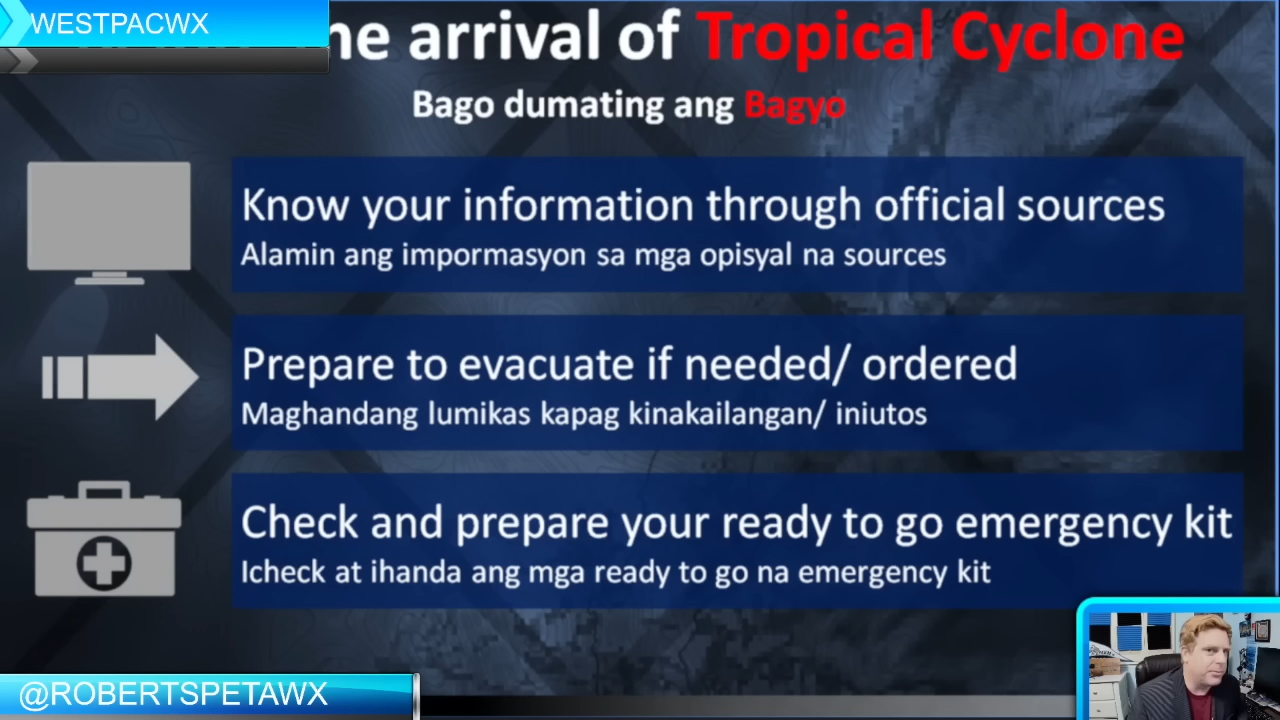 WESTPACWX
he arrival of Tropical Cyclone
Bago dumating ang Bagyo
Know your information through official sources
Alamin ang impormasyon sa mga opisyal na sources
Prepare to evacuate if needed/ ordered
Maghandang lumikas kapag kinakailangan/ iniutos
Check and prepare your ready to go emergency kit
Icheck at ihanda ang mga ready to go na emergency kit
@ROBERTSPETAWX